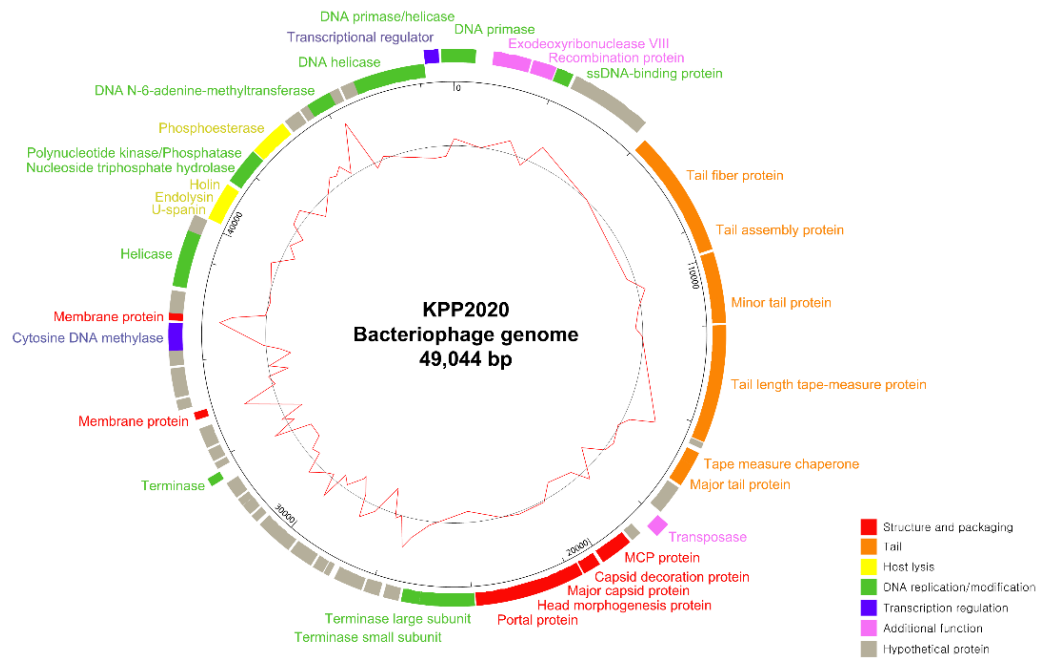 DNA primase/helicase
DNA primase
Transcriptional regulator
Exodeoxyribonuclease VIII
Recombination protein
DNA helicase
ssDNA-binding protein
DNA N-6-adenine-methyltransferase
0
Phosphoesterase
Polynucleotide kinase/Phosphatase
Nucleoside triphosphate hydrolase
Tail fiber protein
Holin
Endolysin
U-spanin
40000
Tail assembly protein
Helicase
10000
Minor tail protein
Membrane protein
Cytosine DNA methylase
KPP2020
Bacteriophage genome
49,044 bp
Tail length tape-measure protein
Membrane protein
Tape measure chaperone
Major tail protein
Terminase
30000
Transposase
20000
MCP protein
Capsid decoration protein
Major capsid protein
Head morphogenesis protein
Portal protein
Terminase large subunit
Terminase small subunit
Structure and packaging
Tail
Host lysis
DNA replication/modification
Transcription regulation
Additional function
Hypothetical protein